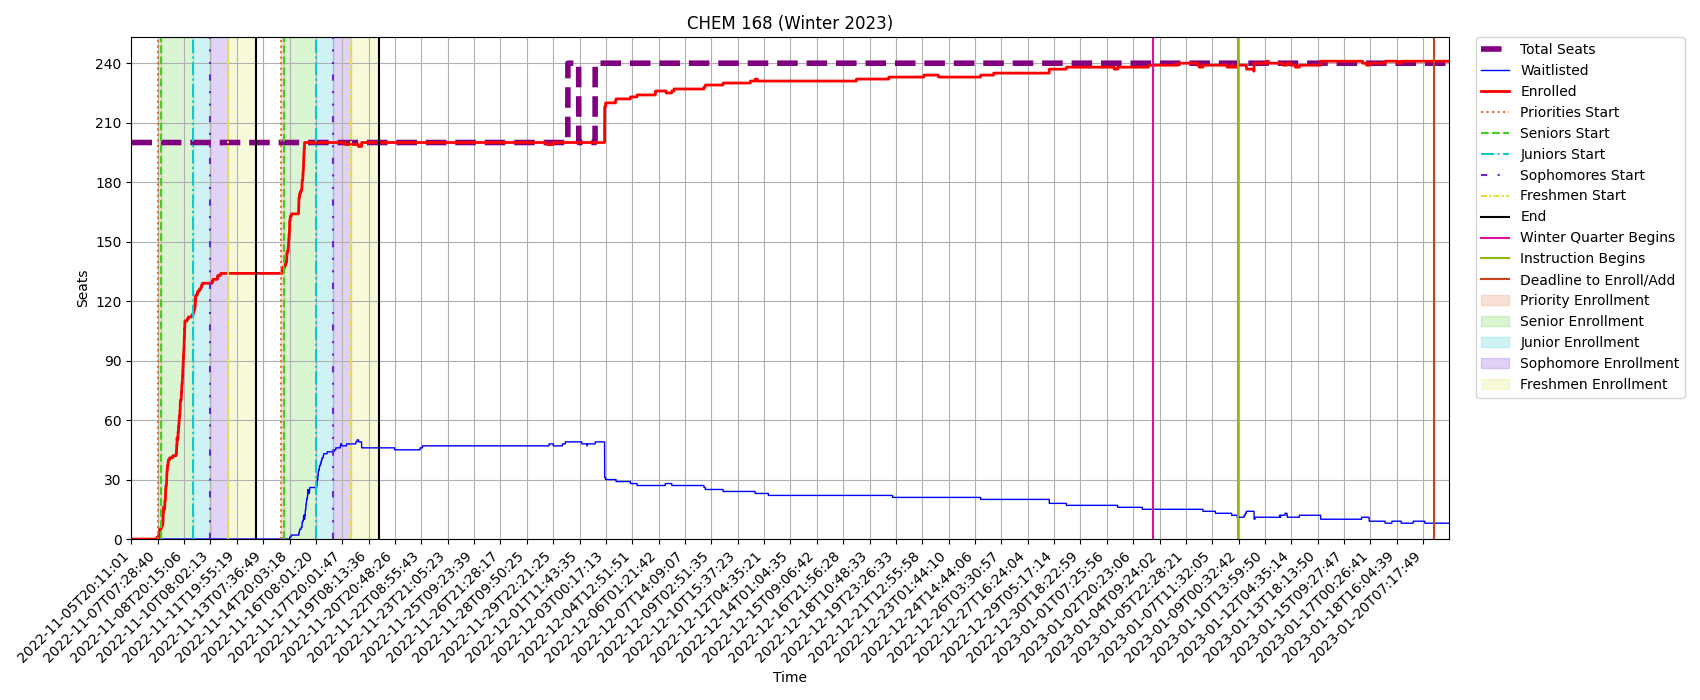 CHEM 168 (Winter 2023)
Seats
240
210
180
150
120
90
60
30
0
2022-11-05T20:11:01
2022-11-07T07:28:40
2022-11-08T20:15:06
2022-11-10T08:02:13
2022-11-11T19:55:19
2022-11-13T07:36:49
2022-11-14T20:03:18
2022-11-16T08:01:20
2022-11-17T20:01:47
2022-11-19T08:13:36
2022-11-20T20:48:26
2022-11-22T08:55:43
2022-11-23T21:05:23
2022-11-25T09:23:39
2022-11-26T21:28:17
2022-11-28T09:50:25
2022-11-29T22:21:25
2022-12-01T11:43:35
2022-12-03T00:17:13
2022-12-04T12:51:51
2022-12-06T01:21:42
2022-12-07T14:09:07
2022-12-09T02:51:35
2022-12-10T15:37:23
2022-12-12T04:35:21
2022-12-14T01:04:35
2022-12-15T09:06:42
2022-12-16T21:56:28
2022-12-18T10:48:33
2022-12-19T23:26:33
2022-12-21T12:55:58
2022-12-24T14:44:10
2022-12-24T14:44:06
2022-12-26T03:30:57
2022-12-27T16:24:04
2022-12-29T05:17:14
2022-12-30T18:22:59
2023-01-01T07:25:56
2023-01-02T20:23:06
2023-01-04T09:24:02
2023-01-05T22:28:21
2023-01-07T11:32:05
2023-01-09T00:32:42
2023-01-10T13:59:50
2023-01-12T04:35:14
2023-01-13T18:13:50
2023-01-15T09:27:47
2023-01-17T00:26:41
2023-01-18T16:04:39
2023-01-20T07:17:49
Time
Total Seats
Waitlisted
Enrolled
Priorities Start
Seniors Start
Juniors Start
Sophomores Start
Freshmen Start
End
Winter Quarter Begins
Instruction Begins
Deadline to Enroll/Add
Priority Enrollment
Senior Enrollment
Junior Enrollment
Sophomore Enrollment
Freshmen Enrollment